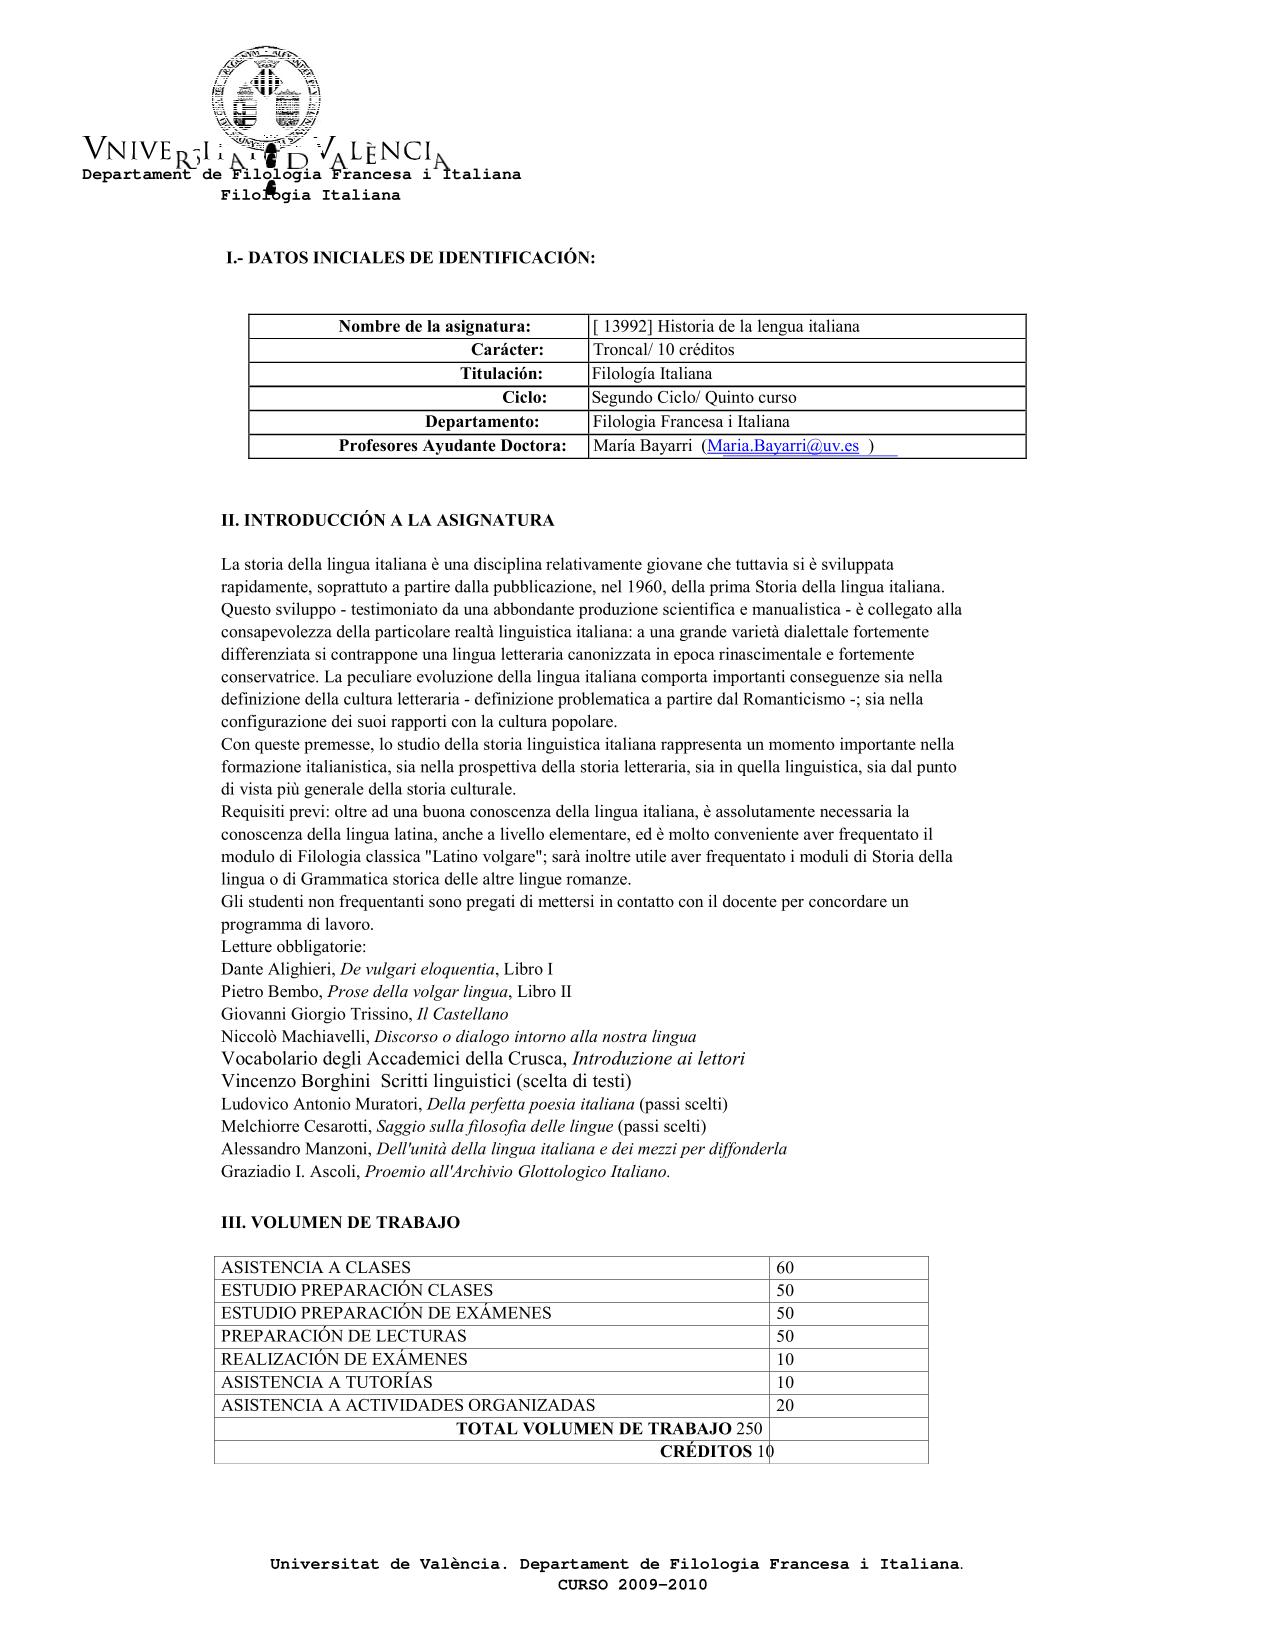 VNIVERSITAT D VALÈNCIA
Departament de Filologia Francesa i Italiana
Filologia Italiana
I.- DATOS INICIALES DE IDENTIFICACIÓN:
Nombre de la asignatura: [ 13992] Historia de la lengua italiana
Carácter: Troncal/ 10 créditos
Titulación: Filología Italiana
Ciclo: Segundo Ciclo/ Quinto curso
Departamento: Filologia Francesa i Italiana
Profesores Ayudante Doctora: María Bayarri (Maria.Bayarri@uv.es )
II. INTRODUCCIÓN A LA ASIGNATURA
La storia della lingua italiana è una disciplina relativamente giovane che tuttavia si è sviluppata
rapidamente, soprattutto a partire dalla pubblicazione, nel 1960, della prima Storia della lingua italiana.
Questo sviluppo - testimoniato da una abbondante produzione scientifica e manualistica - è collegato alla
consapevolezza della particolare realtà linguistica italiana: a una grande varietà dialettale fortemente
differenziata si contrappone una lingua letteraria canonizzata in epoca rinascimentale e fortemente
conservatrice. La peculiare evoluzione della lingua italiana comporta importanti conseguenze sia nella
definizione della cultura letteraria - definizione problematica a partire dal Romanticismo -; sia nella
configurazione dei suoi rapporti con la cultura popolare.
Con queste premesse, lo studio della storia linguistica italiana rappresenta un momento importante nella
formazione italianistica, sia nella prospettiva della storia letteraria, sia in quella linguistica, sia dal punto
di vista più generale della storia culturale.
Requisiti previ: oltre ad una buona conoscenza della lingua italiana, è assolutamente necessaria la
conoscenza della lingua latina, anche a livello elementare, ed è molto conveniente aver frequentato il
modulo di Filologia classica "Latino volgare"; sarà inoltre utile aver frequentato i moduli di Storia della
lingua o di Grammatica storica delle altre lingue romanze.
Gli studenti non frequentanti sono pregati di mettersi in contatto con il docente per concordare un
programma di lavoro.
Letture obbligatorie:
Dante Alighieri, De vulgari eloquentia, Libro I
Pietro Bembo, Prose della volgar lingua, Libro II
Giovanni Giorgio Trissino, Il Castellano
Niccolò Machiavelli, Discorso o dialogo intorno alla nostra lingua
Vocabolario degli Accademici della Crusca, Introduzione ai lettori
Vincenzo Borghini Scritti linguistici (scelta di testi)
Ludovico Antonio Muratori, Della perfetta poesia italiana (passi scelti)
Melchiorre Cesarotti, Saggio sulla filosofia delle lingue (passi scelti)
Alessandro Manzoni, Dell'unità della lingua italiana e dei mezzi per diffonderla
Graziadio I. Ascoli, Proemio all'Archivio Glottologico Italiano.
III. VOLUMEN DE TRABAJO
ASISTENCIA A CLASES 60
ESTUDIO PREPARACIÓN CLASES 50
ESTUDIO PREPARACIÓN DE EXÁMENES 50
PREPARACIÓN DE LECTURAS 50
REALIZACIÓN DE EXÁMENES 10
ASISTENCIA A TUTORÍAS 10
ASISTENCIA A ACTIVIDADES ORGANIZADAS 20
TOTAL VOLUMEN DE TRABAJO 250
CRÉDITOS 10
Universitat de València. Departament de Filologia Francesa i Italiana.
CURSO 2009-2010